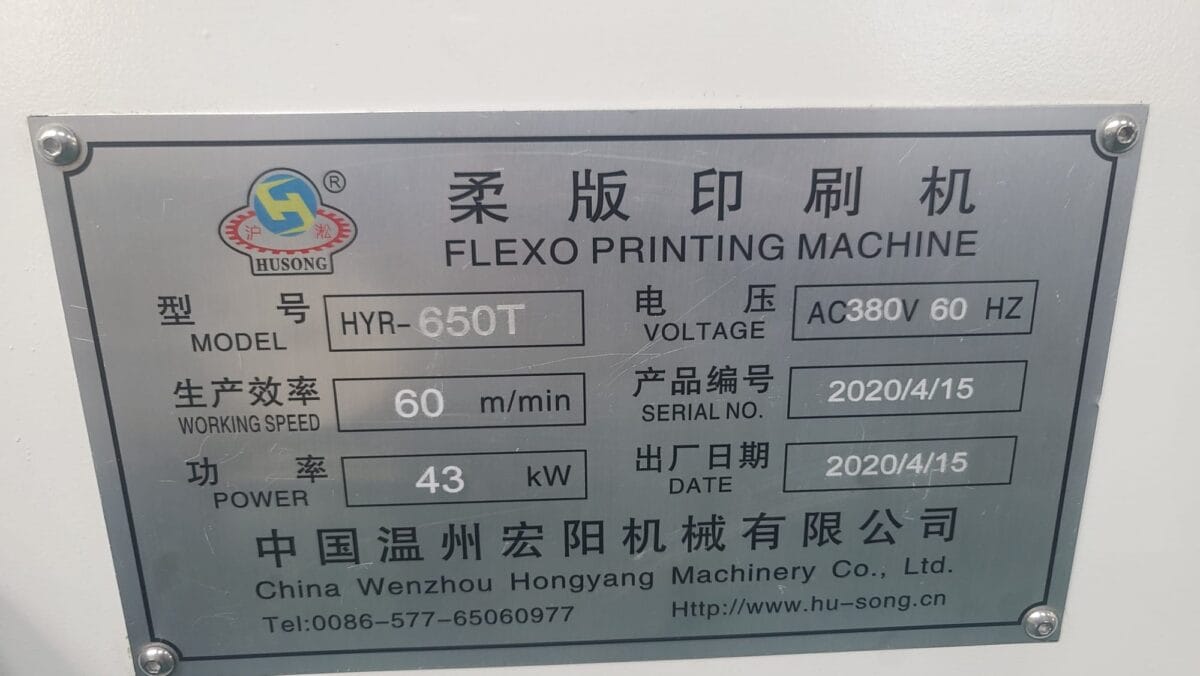 ®
沪 淞
HUSONG
柔版印刷机
FLEXO PRINTING MACHINE
型号 HYR-650T
MODEL
电压 AC380V 60 HZ
VOLTAGE
生产效率 60 m/min
WORKING SPEED
产品编号 2020/4/15
SERIAL NO.
功率 43 kW
POWER
出厂日期 2020/4/15
DATE
中国温州宏阳机械有限公司
China Wenzhou Hongyang Machinery Co., Ltd.
Tel:0086-577-65060977 Http://www.hu-song.cn